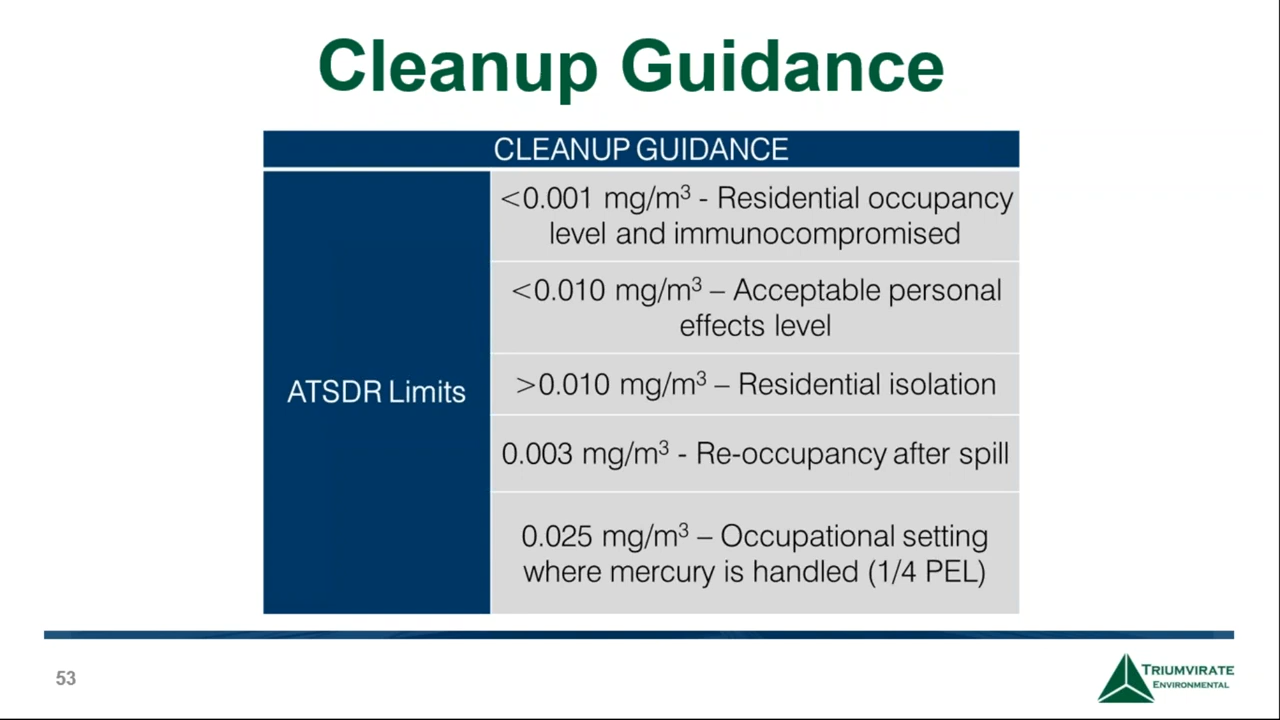 Cleanup Guidance
CLEANUP GUIDANCE
ATSDR Limits
<0.001 mg/m³ - Residential occupancy
level and immunocompromised
<0.010 mg/m³ – Acceptable personal
effects level
>0.010 mg/m³ – Residential isolation
0.003 mg/m³ - Re-occupancy after spill
0.025 mg/m³ – Occupational setting
where mercury is handled (1/4 PEL)
53
TRIUMVIRATE
ENVIRONMENTAL